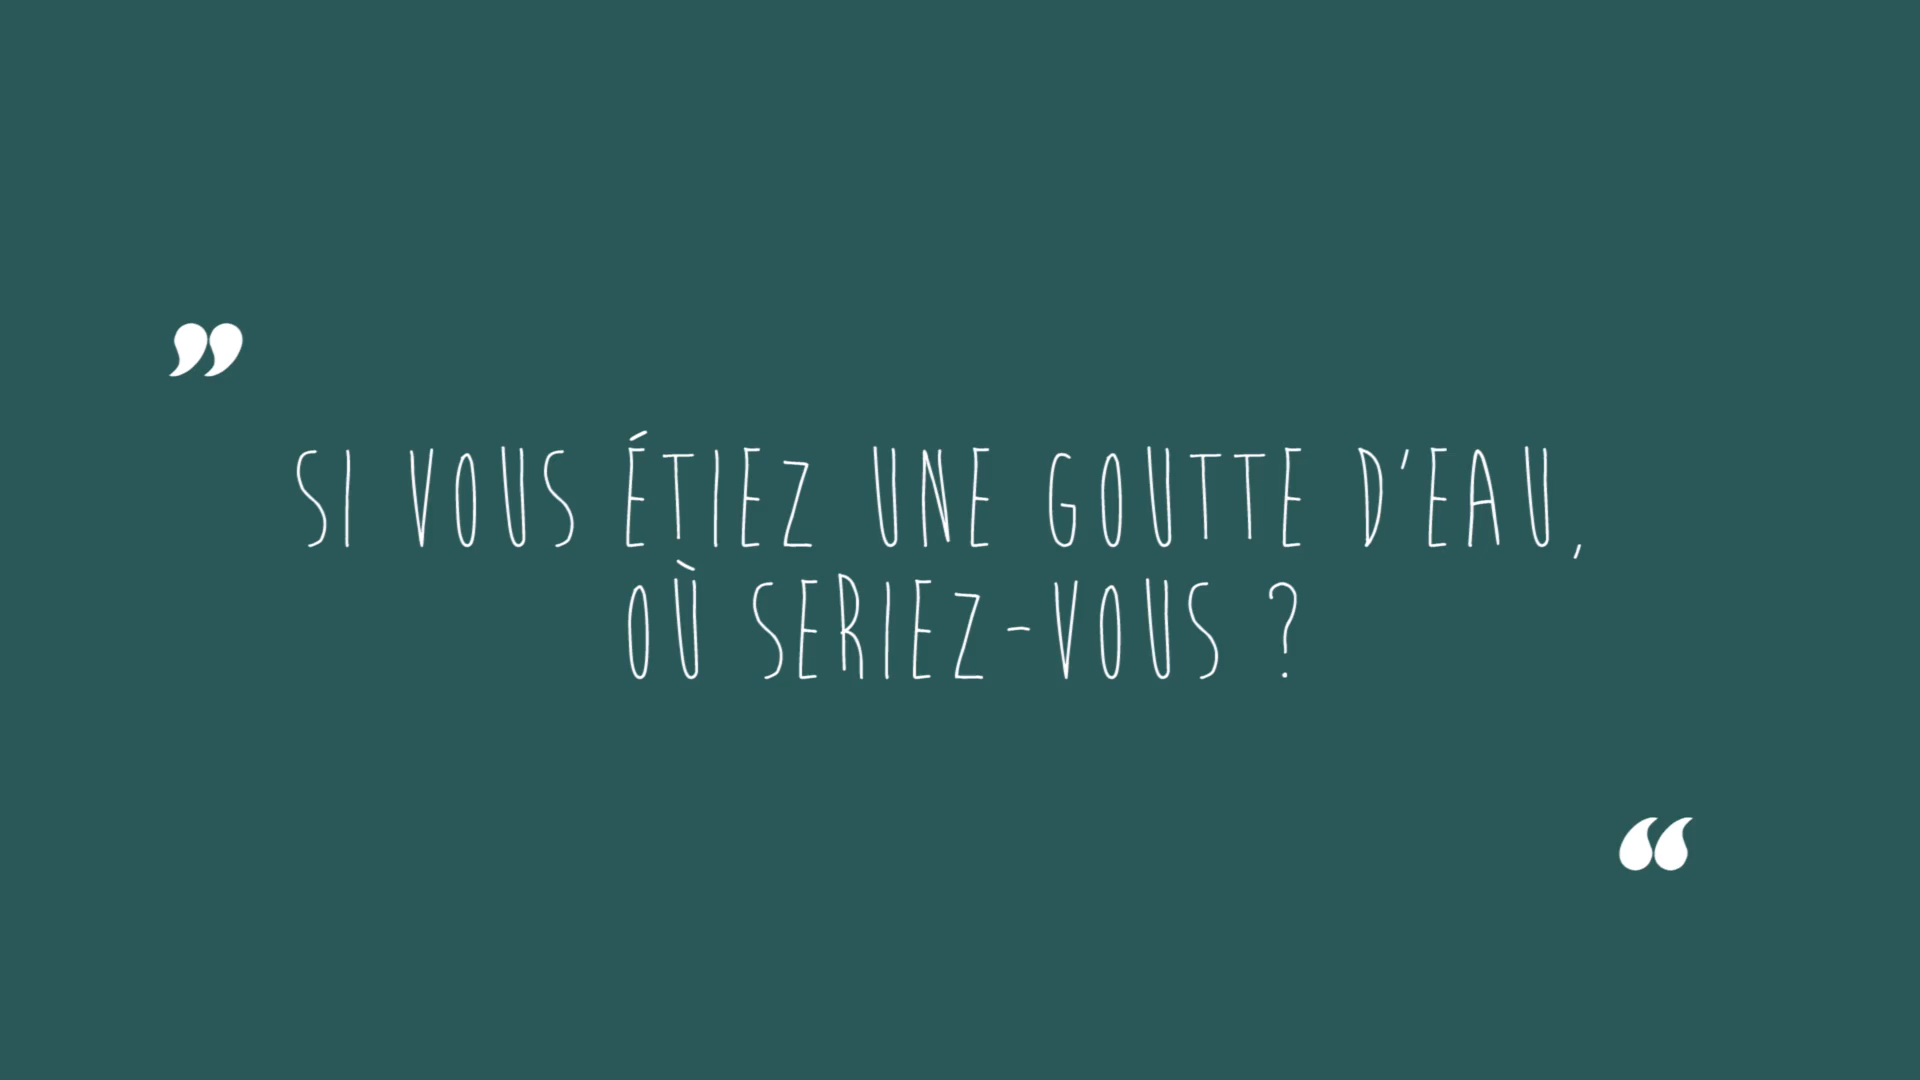 ”
SI VOUS ÉTIEZ UNE GOUTTE D’EAU,
OÙ SERIEZ-VOUS ?
“